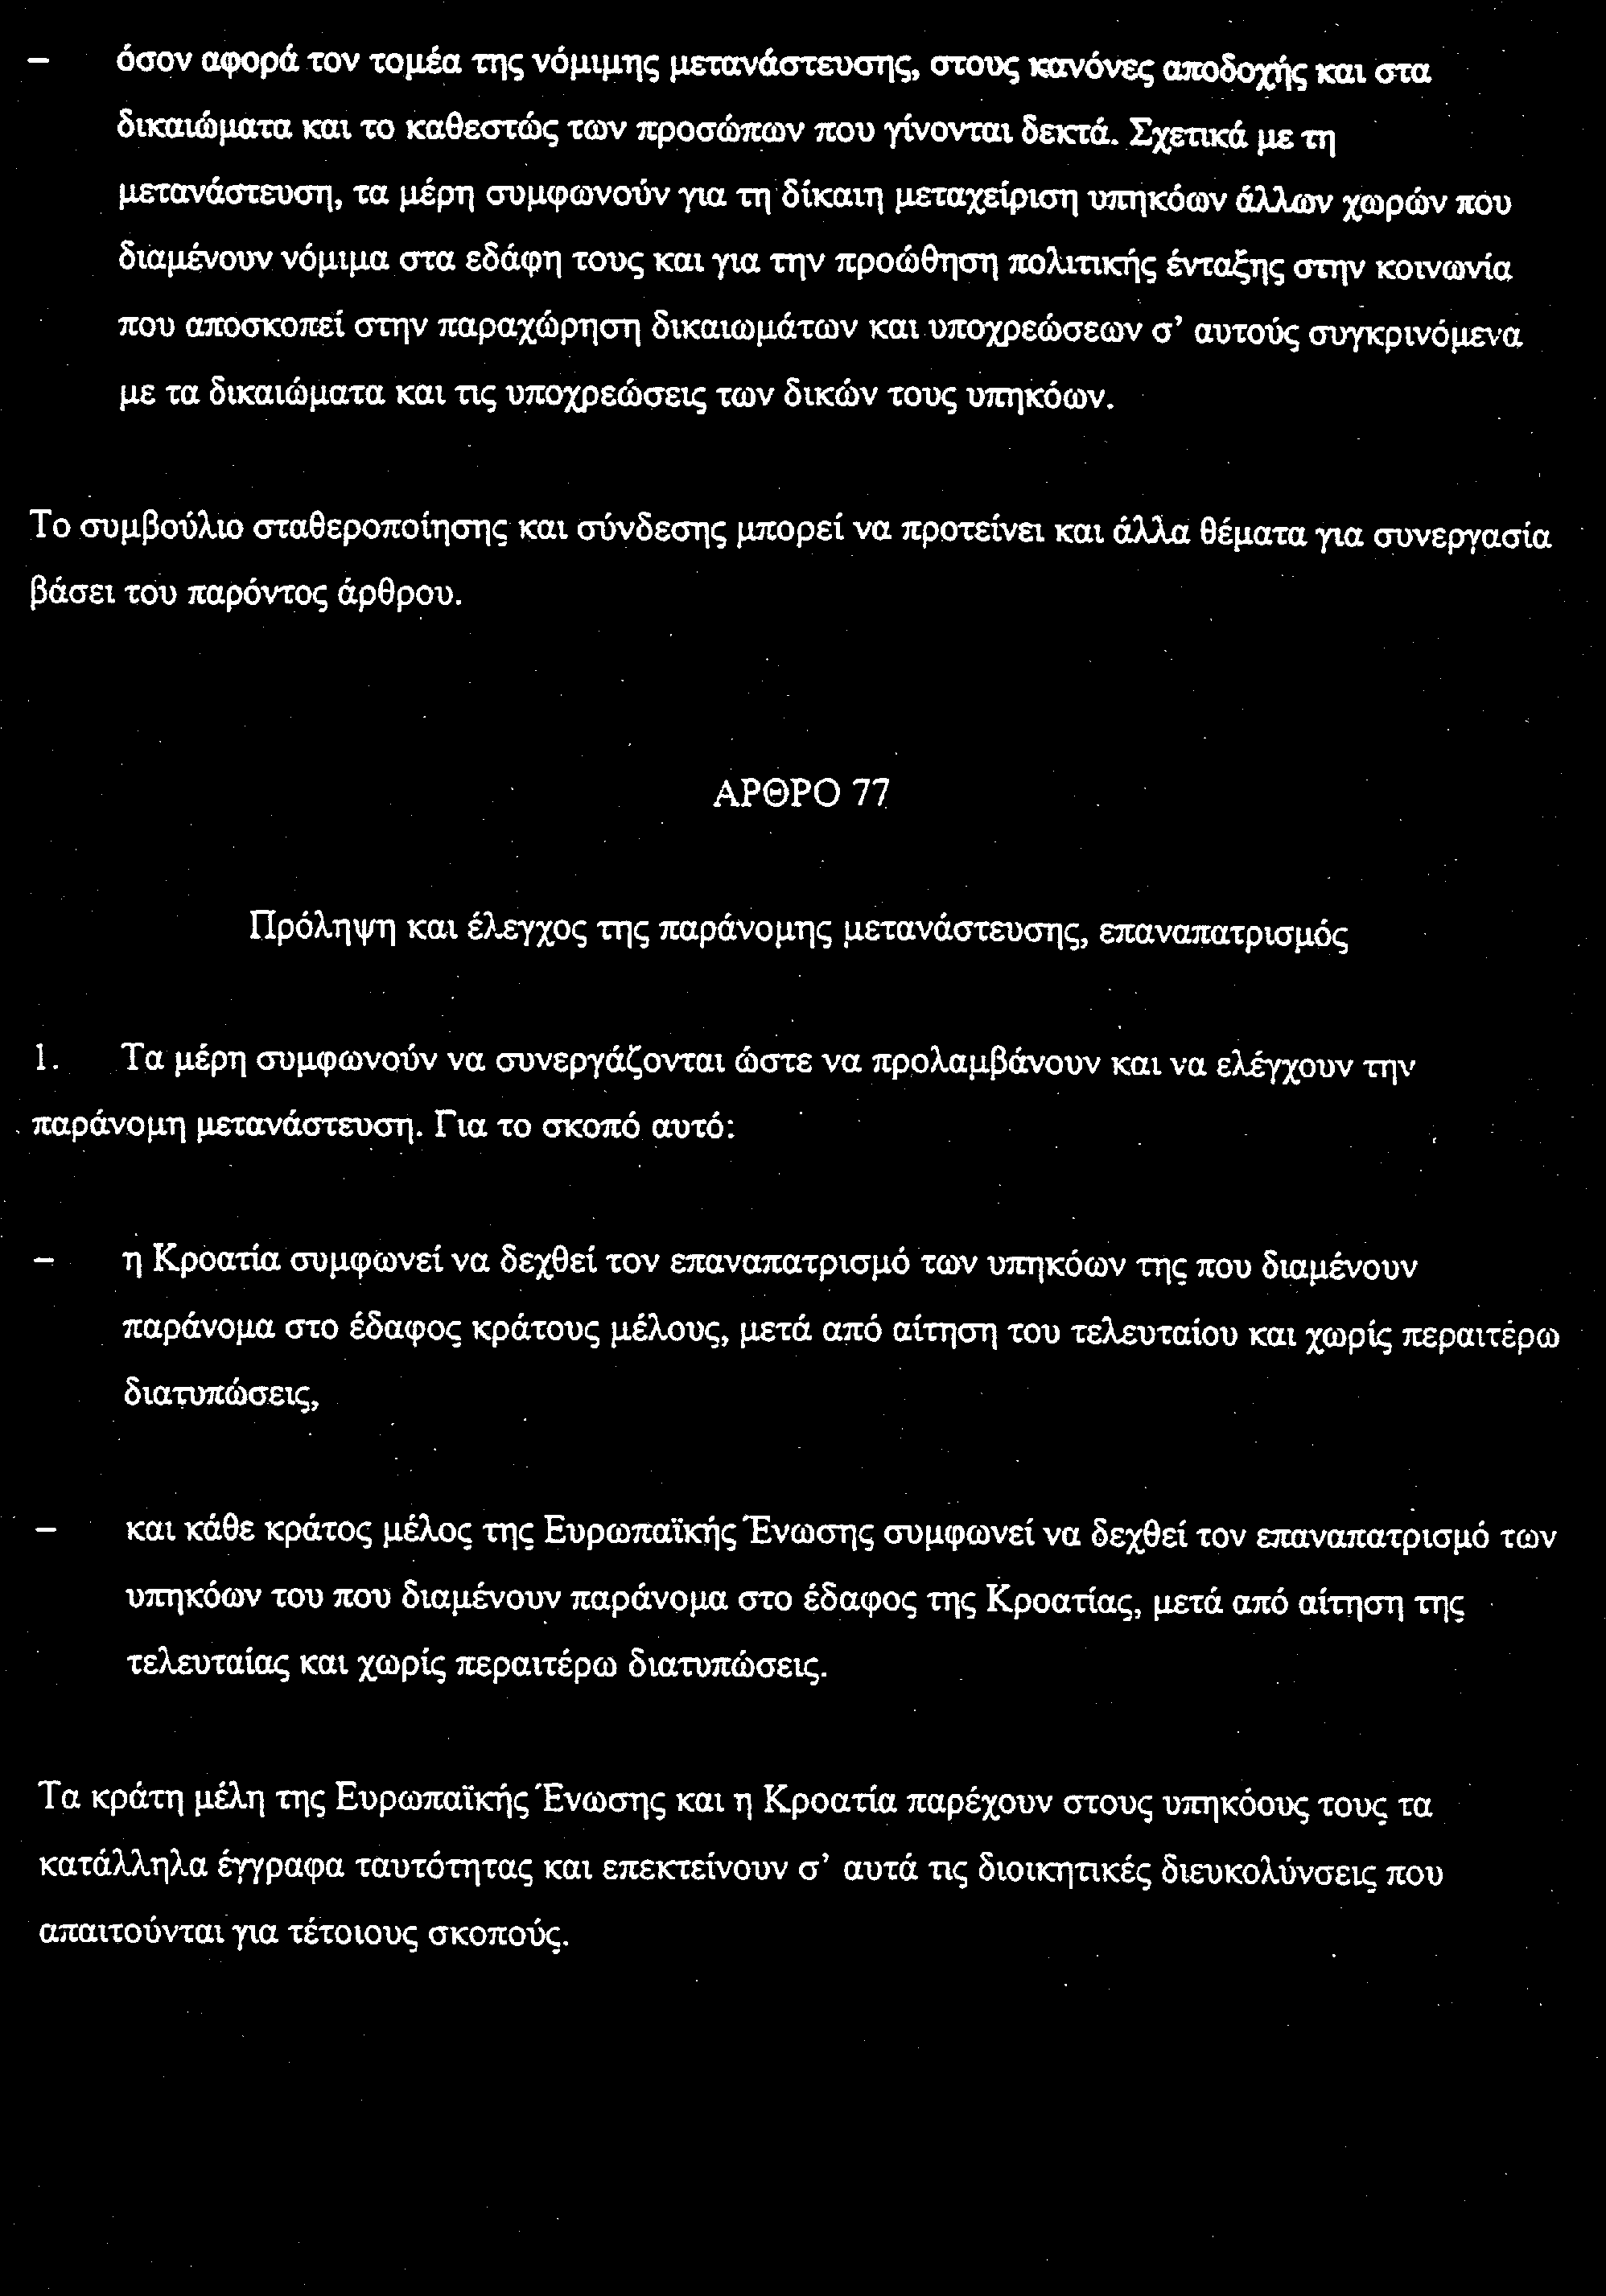 – όσον αφορά τον τομέα της νόμιμης μετανάστευσης, στους κανόνες αποδοχής και στα
δικαιώματα και το καθεστώς των προσώπων που γίνονται δεκτά. Σχετικά με τη
μετανάστευση, τα μέρη συμφωνούν για τη δίκαιη μεταχείριση υπηκόων άλλων χωρών που
διαμένουν νόμιμα στα εδάφη τους και για την προώθηση πολιτικής ένταξης στην κοινωνία
που αποσκοπεί στην παραχώρηση δικαιωμάτων και υποχρεώσεων σ’ αυτούς συγκρινόμενα
με τα δικαιώματα και τις υποχρεώσεις των δικών τους υπηκόων.
Το συμβούλιο σταθεροποίησης και σύνδεσης μπορεί να προτείνει και άλλα θέματα για συνεργασία
βάσει του παρόντος άρθρου.
ΑΡΘΡΟ 77
Πρόληψη και έλεγχος της παράνομης μετανάστευσης, επαναπατρισμός
1. Τα μέρη συμφωνούν να συνεργάζονται ώστε να προλαμβάνουν και να ελέγχουν την
παράνομη μετανάστευση. Για το σκοπό αυτό:
– η Κροατία συμφωνεί να δεχθεί τον επαναπατρισμό των υπηκόων της που διαμένουν
παράνομα στο έδαφος κράτους μέλους, μετά από αίτηση του τελευταίου και χωρίς περαιτέρω
διατυπώσεις,
– και κάθε κράτος μέλος της Ευρωπαϊκής Ένωσης συμφωνεί να δεχθεί τον επαναπατρισμό των
υπηκόων του που διαμένουν παράνομα στο έδαφος της Κροατίας, μετά από αίτηση της
τελευταίας και χωρίς περαιτέρω διατυπώσεις.
Τα κράτη μέλη της Ευρωπαϊκής Ένωσης και η Κροατία παρέχουν στους υπηκόους τους τα
κατάλληλα έγγραφα ταυτότητας και επεκτείνουν σ’ αυτά τις διοικητικές διευκολύνσεις που
απαιτούνται για τέτοιους σκοπούς.